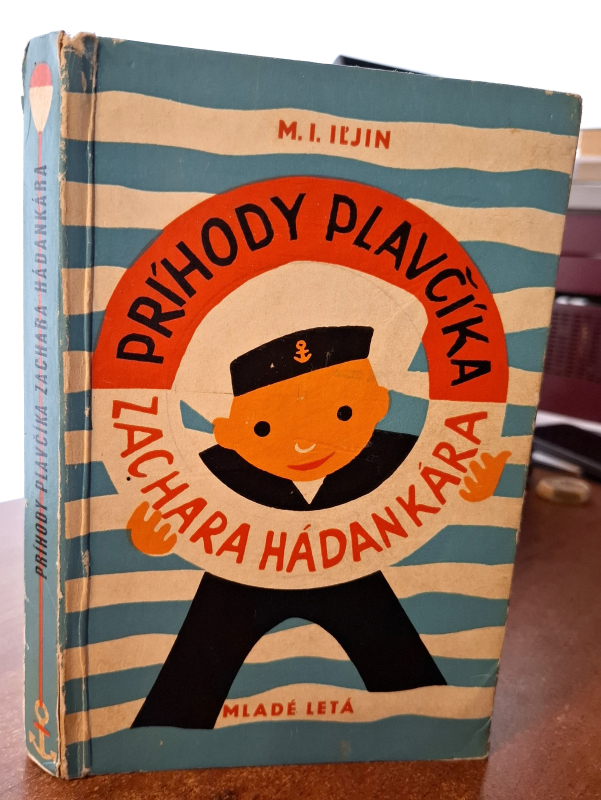 M. I. IĽJIN
PRÍHODY PLAVČÍKA
ZACHARA HÁDANKÁRA
MLADÉ LETÁ
PRÍHODY PLAVČÍKA ZACHARA HÁDANKÁRA